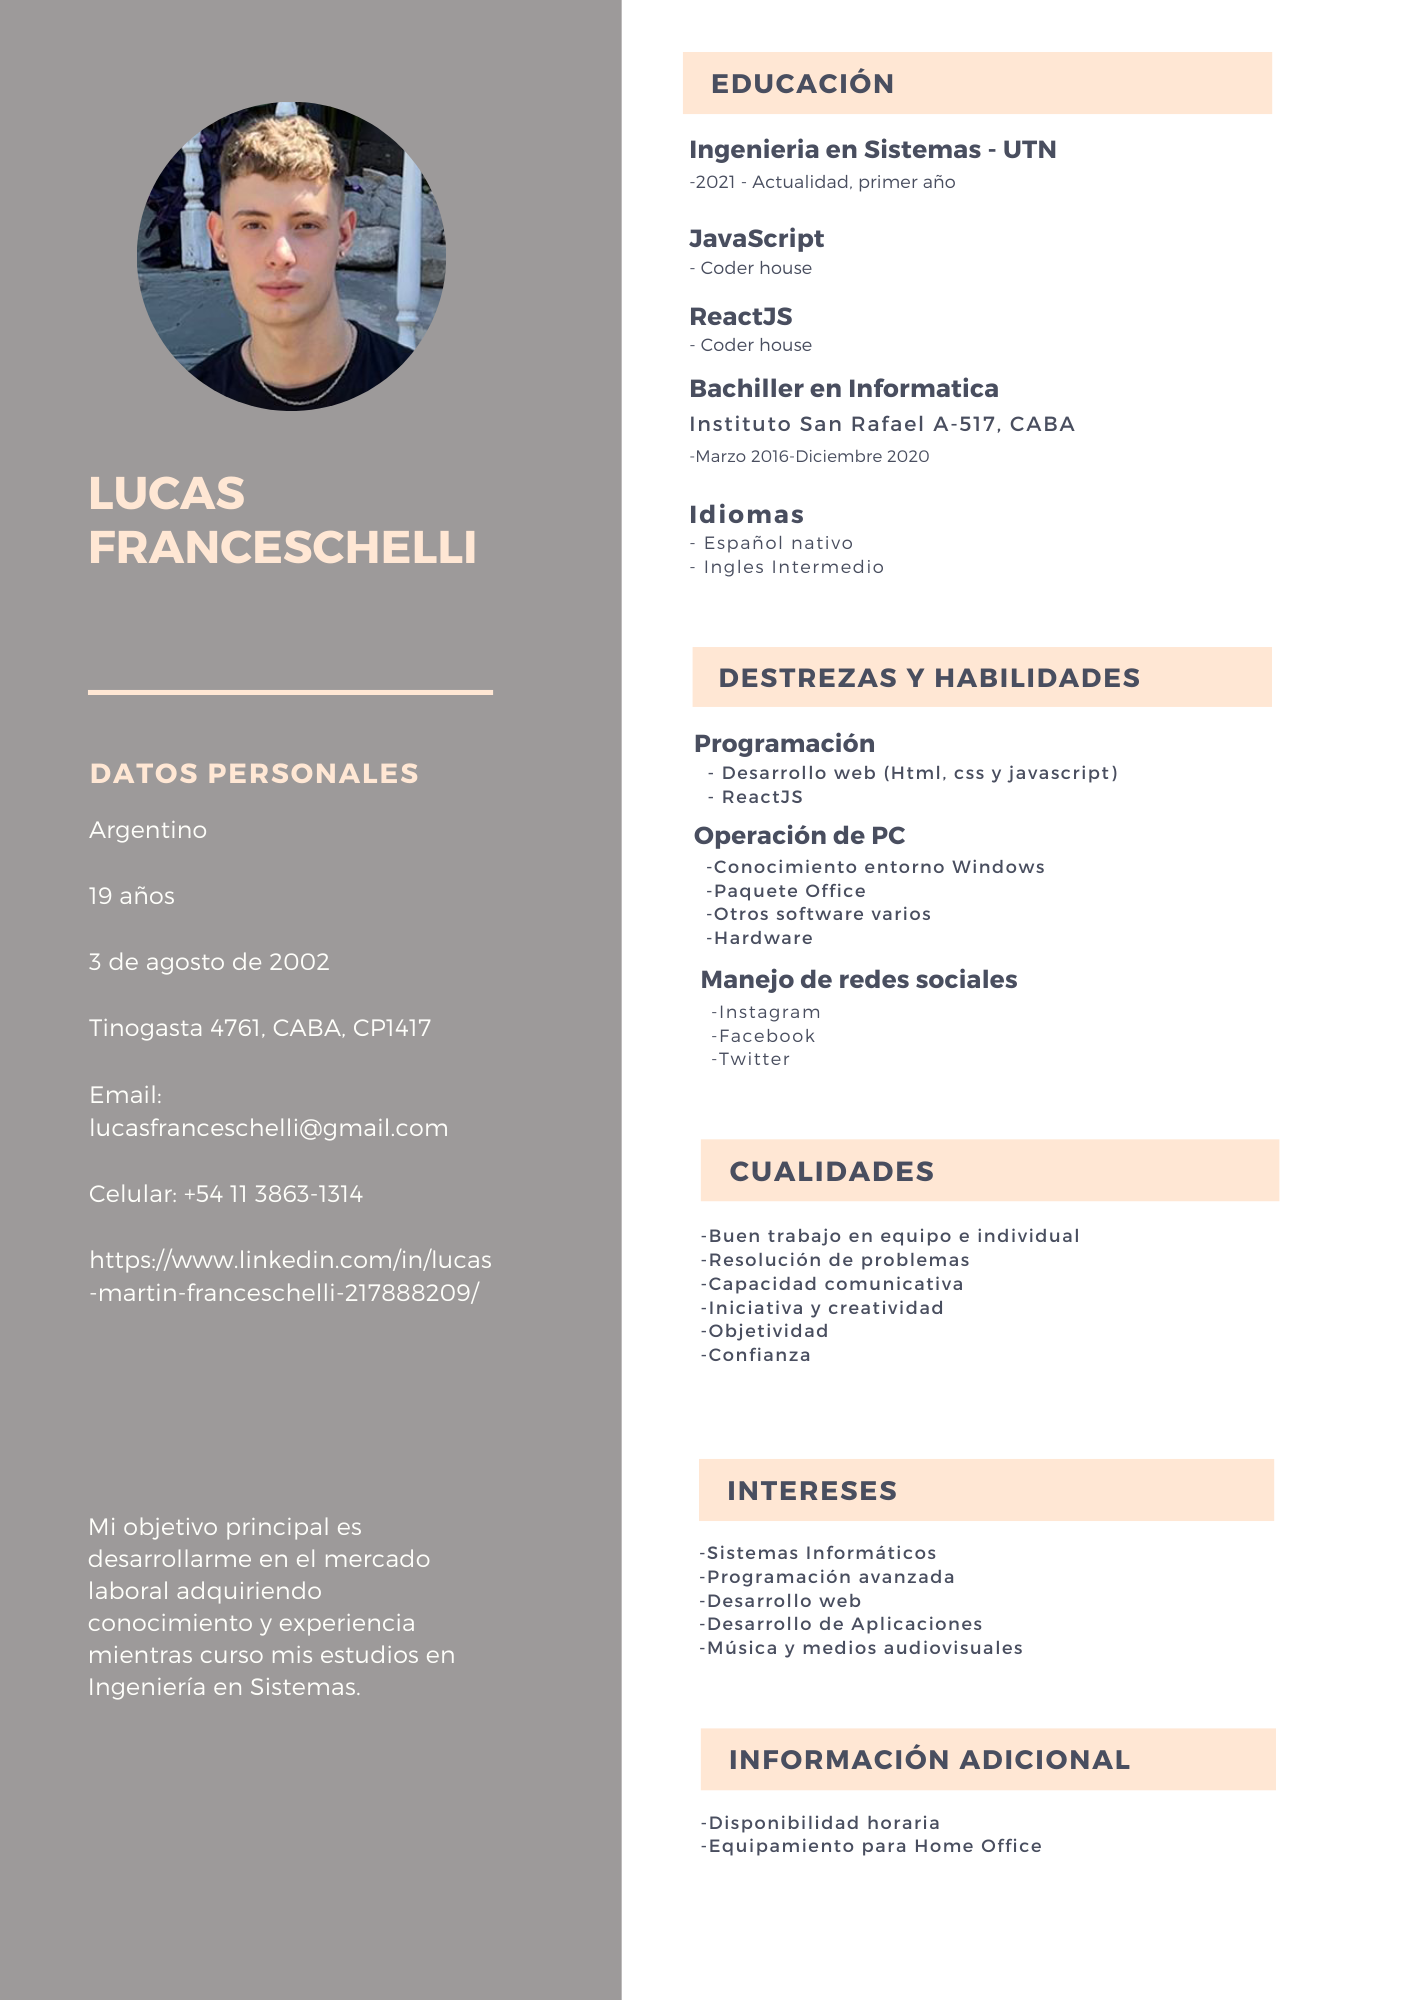 LUCAS
FRANCESCHELLI
DATOS PERSONALES
Argentino
19 años
3 de agosto de 2002
Tinogasta 4761, CABA, CP1417
Email:
lucasfranceschelli@gmail.com
Celular: +54 11 3863-1314
https://www.linkedin.com/in/lucas
-martin-franceschelli-217888209/
Mi objetivo principal es
desarrollarme en el mercado
laboral adquiriendo
conocimiento y experiencia
mientras curso mis estudios en
Ingeniería en Sistemas.
EDUCACIÓN
Ingenieria en Sistemas - UTN
-2021 - Actualidad, primer año
JavaScript
- Coder house
ReactJS
- Coder house
Bachiller en Informatica
Instituto San Rafael A-517, CABA
-Marzo 2016-Diciembre 2020
Idiomas
- Español nativo
- Ingles Intermedio
DESTREZAS Y HABILIDADES
Programación
- Desarrollo web (Html, css y javascript)
- ReactJS
Operación de PC
-Conocimiento entorno Windows
-Paquete Office
-Otros software varios
-Hardware
Manejo de redes sociales
-Instagram
-Facebook
-Twitter
CUALIDADES
-Buen trabajo en equipo e individual
-Resolución de problemas
-Capacidad comunicativa
-Iniciativa y creatividad
-Objetividad
-Confianza
INTERESES
-Sistemas Informáticos
-Programación avanzada
-Desarrollo web
-Desarrollo de Aplicaciones
-Música y medios audiovisuales
INFORMACIÓN ADICIONAL
-Disponibilidad horaria
-Equipamiento para Home Office